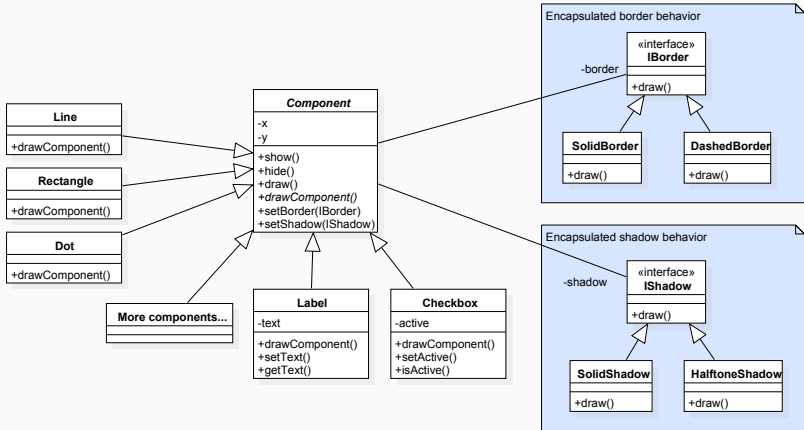 Line
+drawComponent()
Rectangle
+drawComponent()
Dot
+drawComponent()
More components...
Component
-x
-y
+show()
+hide()
+draw()
+drawComponent()
+setBorder(IBorder)
+setShadow(IShadow)
Label
-text
+drawComponent()
+setText()
+getText()
Checkbox
-active
+drawComponent()
+setActive()
+isActive()
Encapsulated border behavior
-border
«interface»
IBorder
+draw()
SolidBorder
+draw()
DashedBorder
+draw()
Encapsulated shadow behavior
-shadow
«interface»
IShadow
+draw()
SolidShadow
+draw()
HalftoneShadow
+draw()